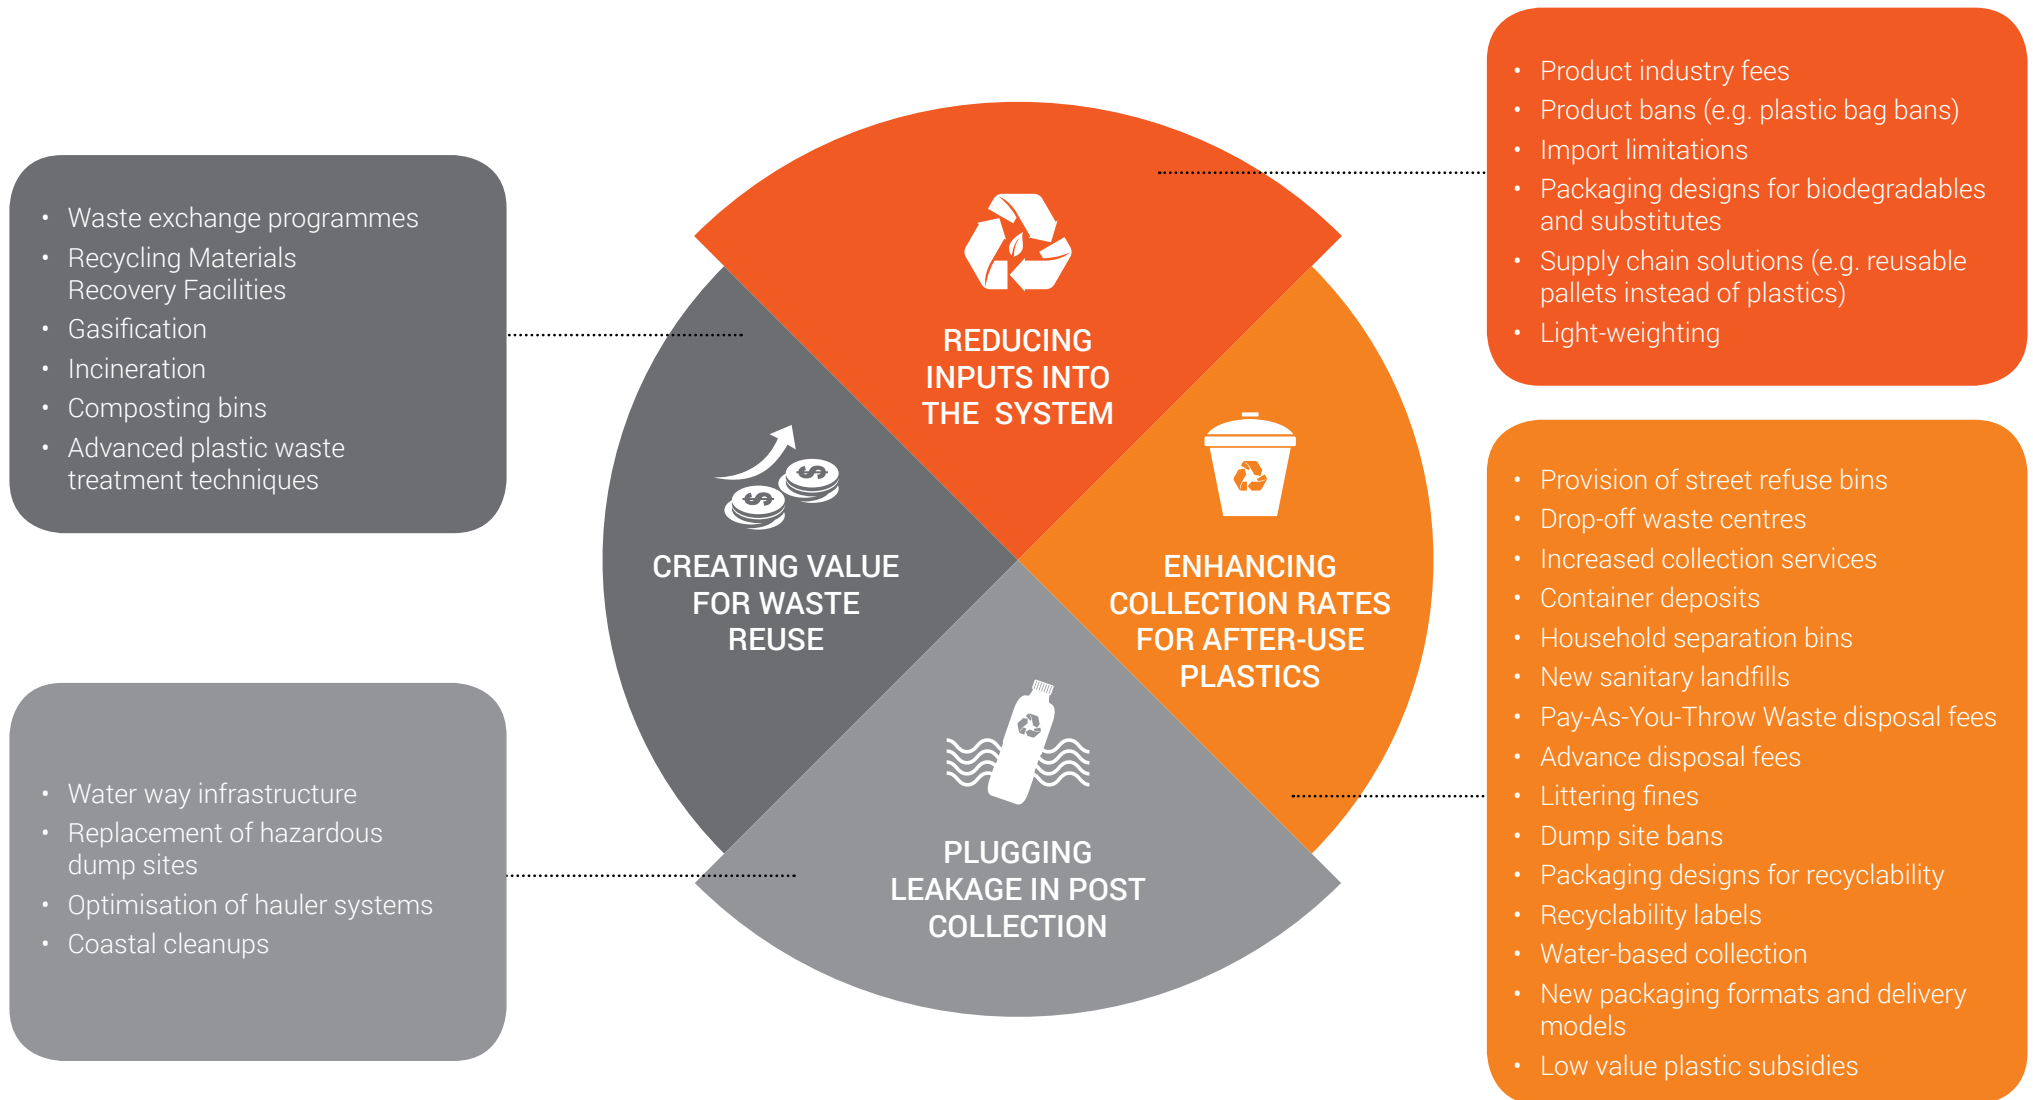 • Waste exchange programmes
• Recycling Materials
Recovery Facilities
• Gasification
• Incineration
• Composting bins
• Advanced plastic waste
treatment techniques
• Water way infrastructure
• Replacement of hazardous
dump sites
• Optimisation of hauler systems
• Coastal cleanups
REDUCING
INPUTS INTO
THE SYSTEM
CREATING VALUE
FOR WASTE
REUSE
ENHANCING
COLLECTION RATES
FOR AFTER-USE
PLASTICS
PLUGGING
LEAKAGE IN POST
COLLECTION
• Product industry fees
• Product bans (e.g. plastic bag bans)
• Import limitations
• Packaging designs for biodegradables
and substitutes
• Supply chain solutions (e.g. reusable
pallets instead of plastics)
• Light-weighting
• Provision of street refuse bins
• Drop-off waste centres
• Increased collection services
• Container deposits
• Household separation bins
• New sanitary landfills
• Pay-As-You-Throw Waste disposal fees
• Advance disposal fees
• Littering fines
• Dump site bans
• Packaging designs for recyclability
• Recyclability labels
• Water-based collection
• New packaging formats and delivery
models
• Low value plastic subsidies